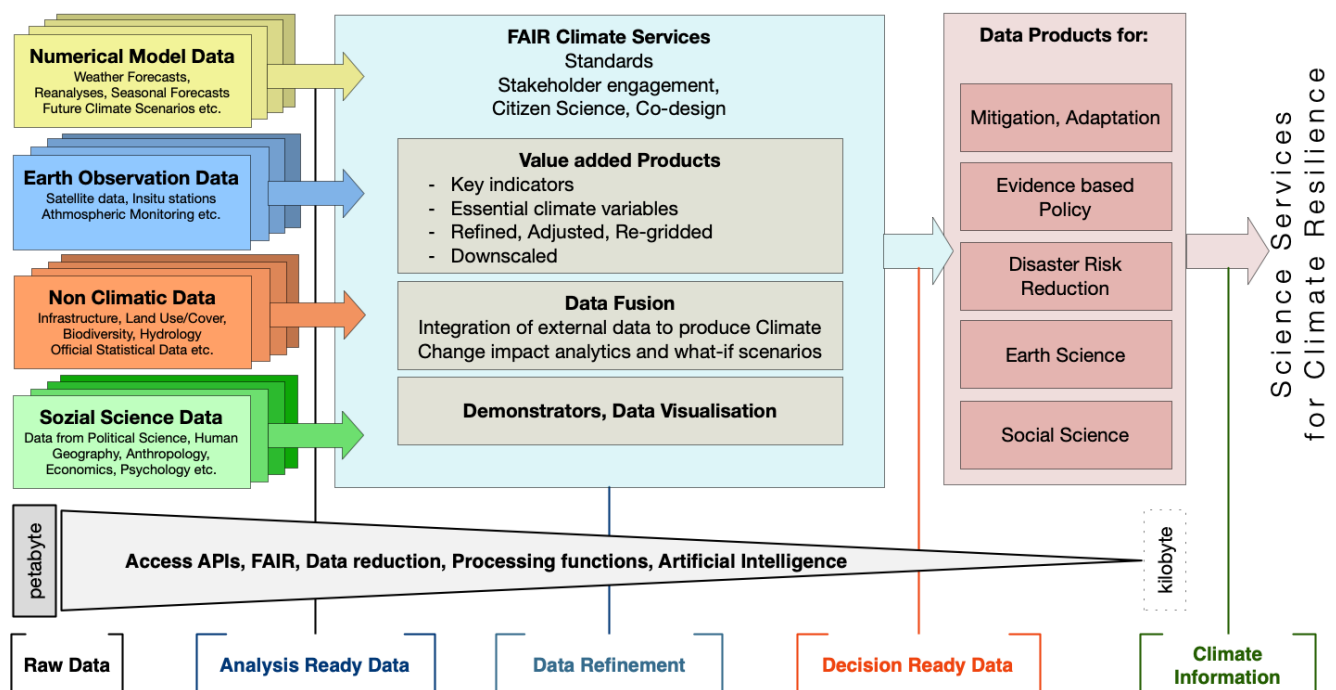 Numerical Model Data
Weather Forecasts,
Reanalyses, Seasonal Forecasts
Future Climate Scenarios etc.
Earth Observation Data
Satellite data, Insitu stations
Athmospheric Monitoring etc.
Non Climatic Data
Infrastructure, Land Use/Cover,
Biodiversity, Hydrology
Official Statistical Data etc.
Sozial Science Data
Data from Political Science, Human
Geography, Anthropology,
Economics, Psychology etc.
FAIR Climate Services
Standards
Stakeholder engagement,
Citizen Science, Co-design
Value added Products
- Key indicators
- Essential climate variables
- Refined, Adjusted, Re-gridded
- Downscaled
Data Fusion
Integration of external data to produce Climate
Change impact analytics and what-if scenarios
Demonstrators, Data Visualisation
Data Products for:
Mitigation, Adaptation
Evidence based
Policy
Disaster Risk
Reduction
Earth Science
Social Science
Science Services
for Climate Resilience
petabyte
Access APIs, FAIR, Data reduction, Processing functions, Artificial Intelligence
kilobyte
Raw Data
Analysis Ready Data
Data Refinement
Decision Ready Data
Climate
Information